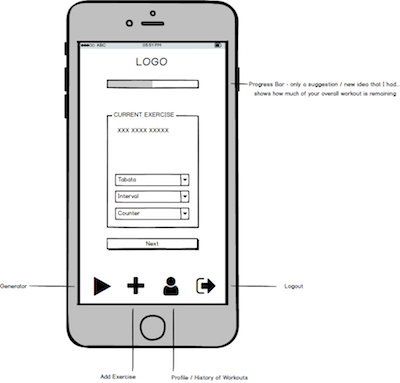 ●●●○○ ABC
05:51 PM
LOGO
Progress Bar - only a suggestion / new idea that I had..
shows how much of your overall workout is remaining.
CURRENT EXERCISE
XXX XXXX XXXXX
Tabata
Interval
Counter
Next
Generator
Logout
Add Exercise
Profile / History of Workouts